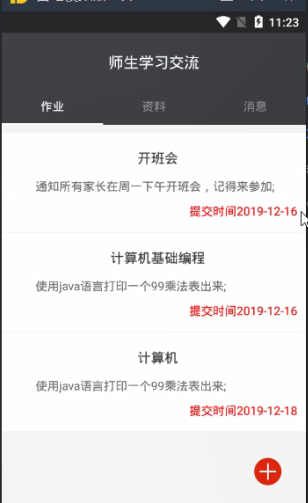 11:23
师生学习交流
作业 资料 消息
开班会
通知所有家长在周一下午开班会，记得来参加;
提交时间2019-12-16
计算机基础编程
使用java语言打印一个99乘法表出来;
提交时间2019-12-16
计算机
使用java语言打印一个99乘法表出来;
提交时间2019-12-18